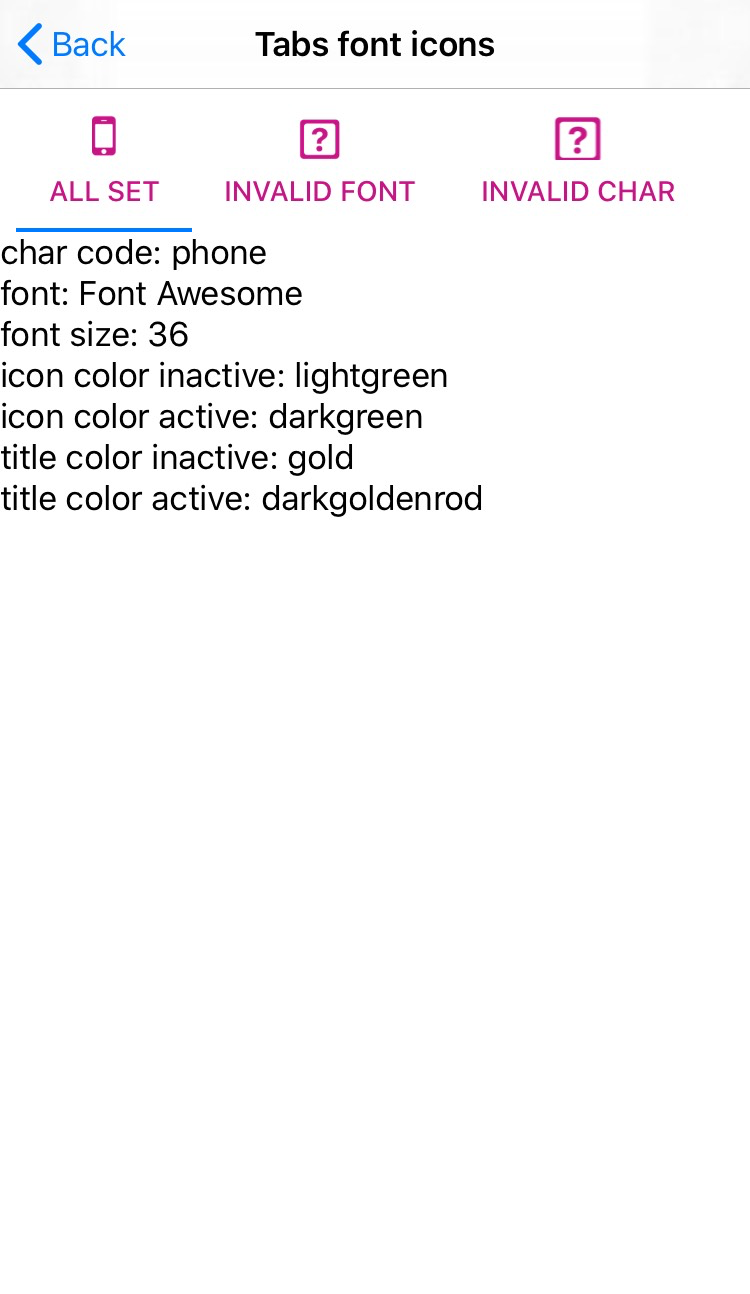 Back
Tabs font icons
ALL SET
INVALID FONT
INVALID CHAR
char code: phone
font: Font Awesome
font size: 36
icon color inactive: lightgreen
icon color active: darkgreen
title color inactive: gold
title color active: darkgoldenrod